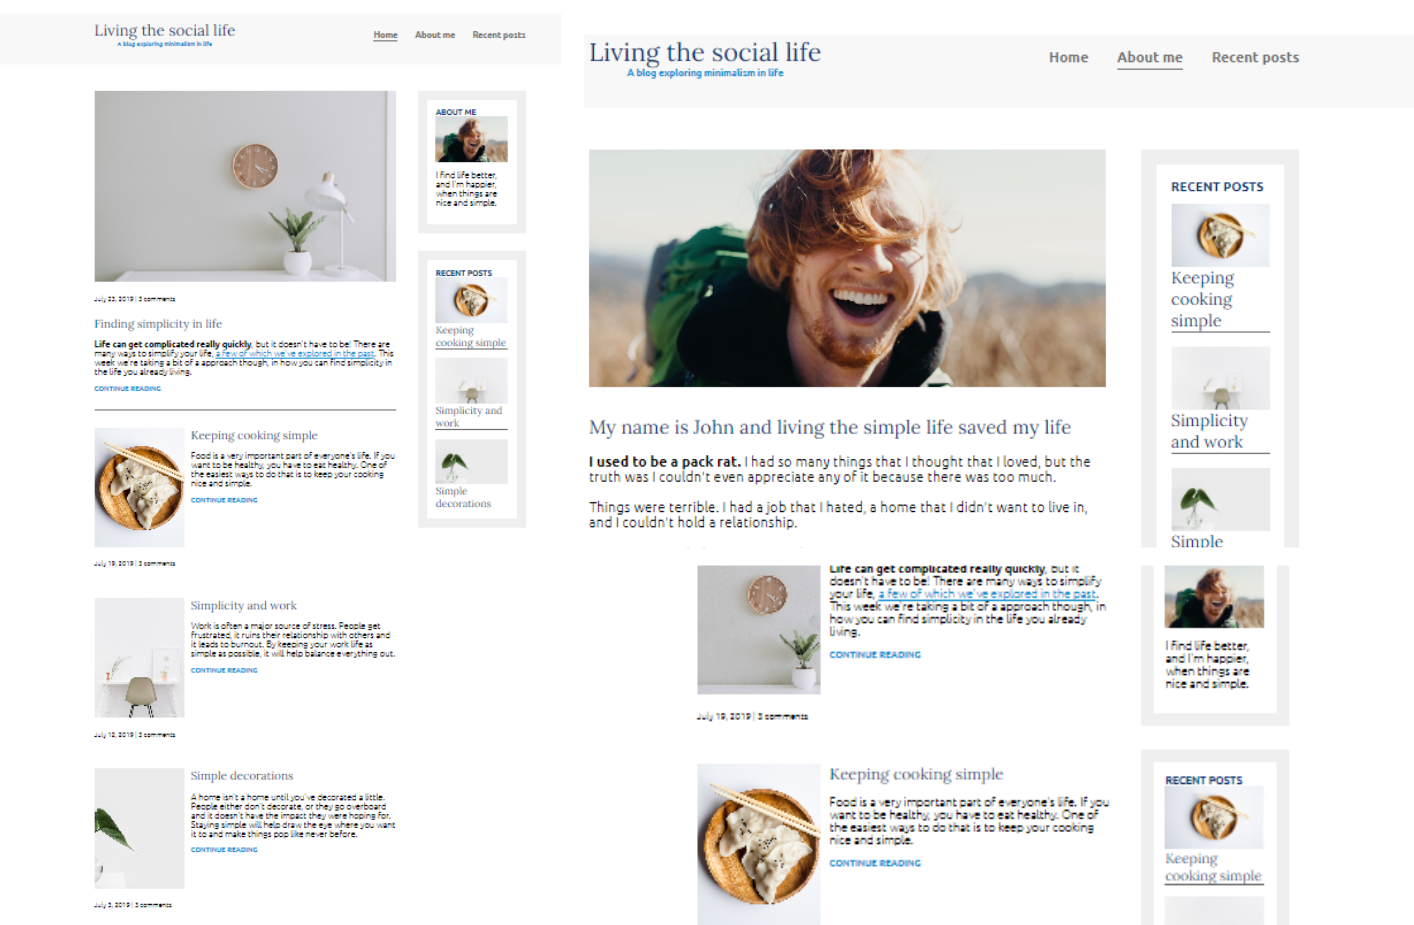 Living the social life
A blog exploring minimalism in life
Home
About me
Recent posts
July 23, 2019 | 3 comments
Finding simplicity in life
Life can get complicated really quickly, but it doesn't have to be! There are
many ways to simplify your life, a few of which we've explored in the past. This
week we're taking a bit of a approach though, in how you can find simplicity in
the life you already living.
CONTINUE READING
Keeping cooking simple
Food is a very important part of everyone's life. If you
want to be healthy, you have to eat healthy. One of
the easiest ways to do that is to keep your cooking
nice and simple.
CONTINUE READING
July 19, 2019 | 3 comments
Simplicity and work
Work is often a major source of stress. People get
frustrated, it ruins their relationship with others and
it leads to burnout. By keeping your work life as
simple as possible, it will help balance everything out.
CONTINUE READING
July 12, 2019 | 3 comments
Simple decorations
A home isn't a home until you've decorated a little.
People either don't decorate, or they go overboard
and it doesn't have the impact they were hoping for.
Staying simple will help draw the eye where you want
it to and make things pop like never before.
CONTINUE READING
July 3, 2019 | 3 comments
ABOUT ME
I find life better,
and I'm happier,
when things are
nice and simple.
RECENT POSTS
Keeping
cooking simple
Simplicity and
work
Simple
decorations
Living the social life
A blog exploring minimalism in life
Home
About me
Recent posts
My name is John and living the simple life saved my life
I used to be a pack rat. I had so many things that I thought that I loved, but the
truth was I couldn't even appreciate any of it because there was too much.
Things were terrible. I had a job that I hated, a home that I didn't want to live in,
and I couldn't hold a relationship.
RECENT POSTS
Keeping
cooking
simple
Simplicity
and work
Simple
Life can get complicated really quickly, but it
doesn't have to be! There are many ways to simplify
your life, a few of which we've explored in the past.
This week we're taking a bit of a approach though, in
how you can find simplicity in the life you already
living.
CONTINUE READING
July 19, 2019 | 3 comments
Keeping cooking simple
Food is a very important part of everyone's life. If you
want to be healthy, you have to eat healthy. One of
the easiest ways to do that is to keep your cooking
nice and simple.
CONTINUE READING
I find life better,
and I'm happier,
when things are
nice and simple.
RECENT POSTS
Keeping
cooking simple